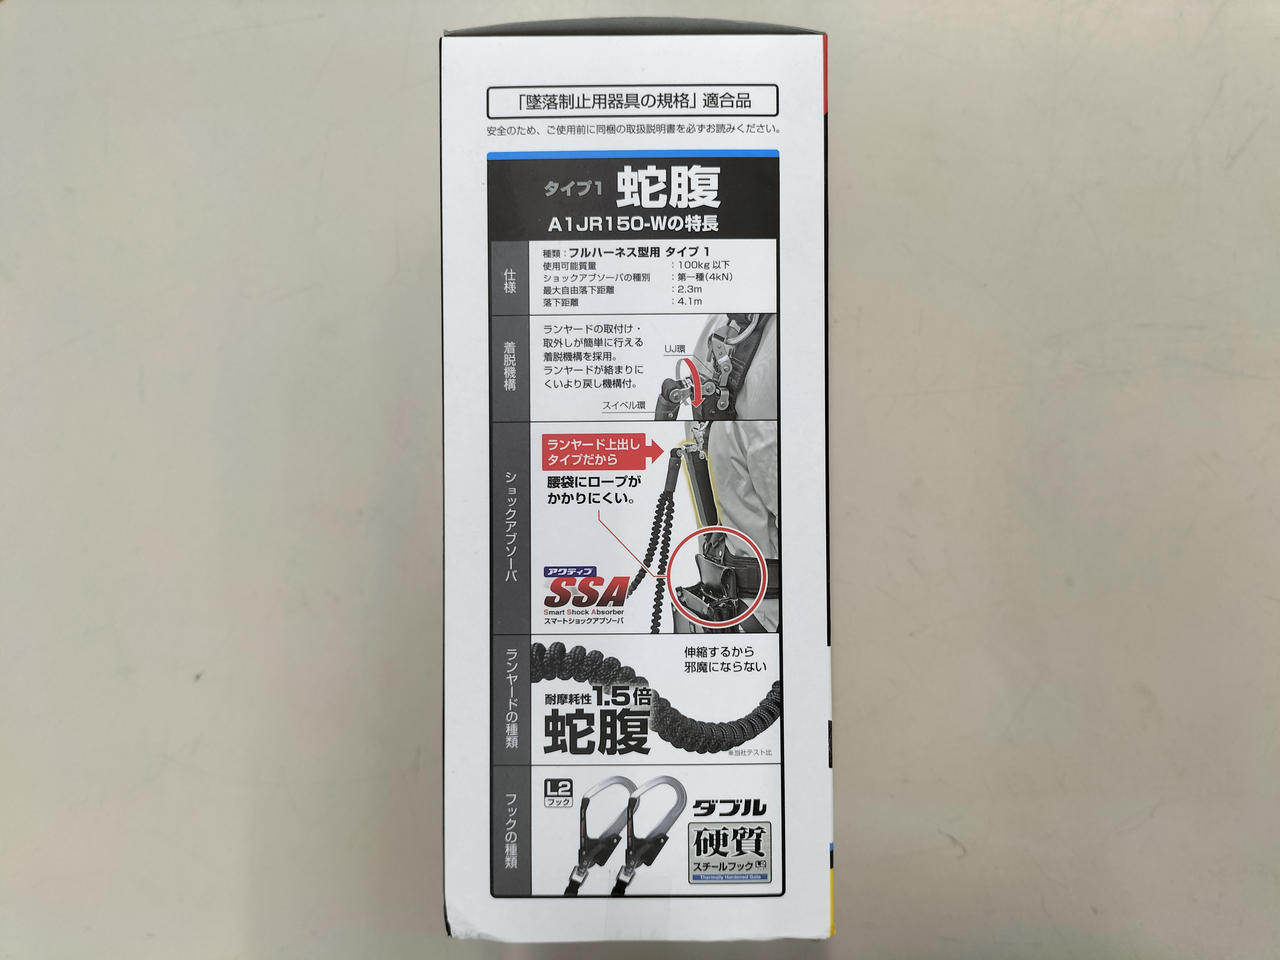 「墜落制止用器具の規格」適合品
安全のため、ご使用前に同梱の取扱説明書を必ずお読みください。
タイプ1 蛇腹
A1JR150-Wの特長
仕様
種類：フルハーネス型用 タイプ 1
使用可能質量 ：100kg 以下
ショックアブソーバの種別 ：第一種(4kN)
最大自由落下距離 ：2.3m
落下距離 ：4.1m
着脱機構
ランヤードの取付け・
取外しが簡単に行える
着脱機構を採用。
ランヤードが絡まりに
くいより戻し機構付。
UJ環
スイベル環
ショックアブソーバ
ランヤード上出し
タイプだから
腰袋にロープが
かかりにくい。
アクティブ
SSA
Smart Shock Absorber
スマートショックアブソーバ
ランヤードの種類
伸縮するから
邪魔にならない
耐摩耗性1.5倍
蛇腹
※当社テスト比
フックの種類
L2
フック
ダブル
硬質
スチールフック L2
Thermally Hardened Gate